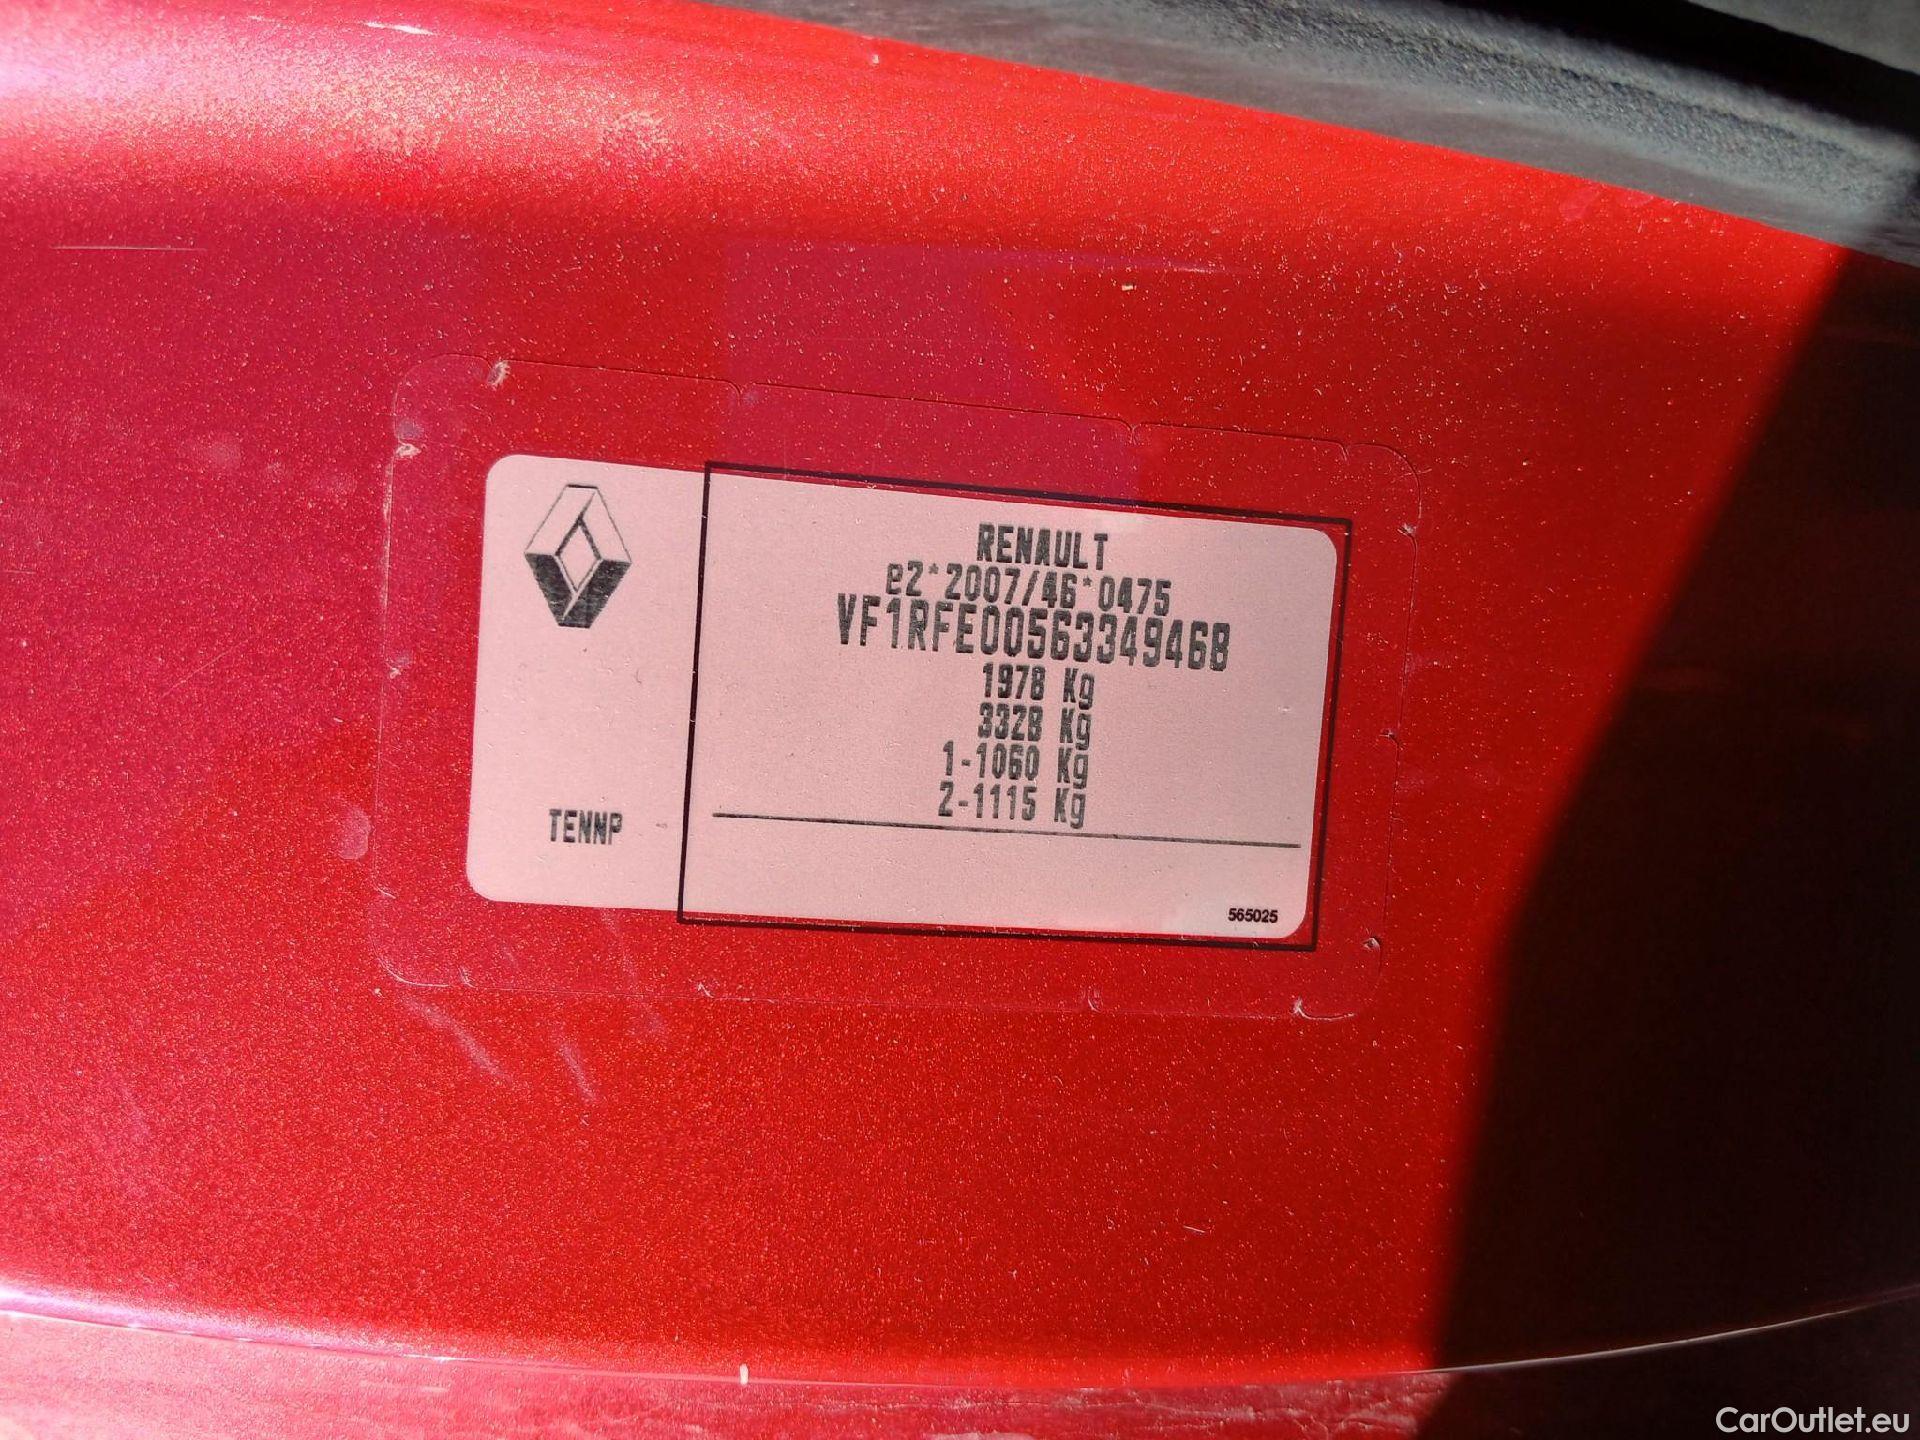 RENAULT
e2*2007/46*0475
VF1RFE00563349468
1978 Kg
3328 Kg
1-1060 Kg
2-1115 Kg
TENNP
565025
CarOutlet.eu